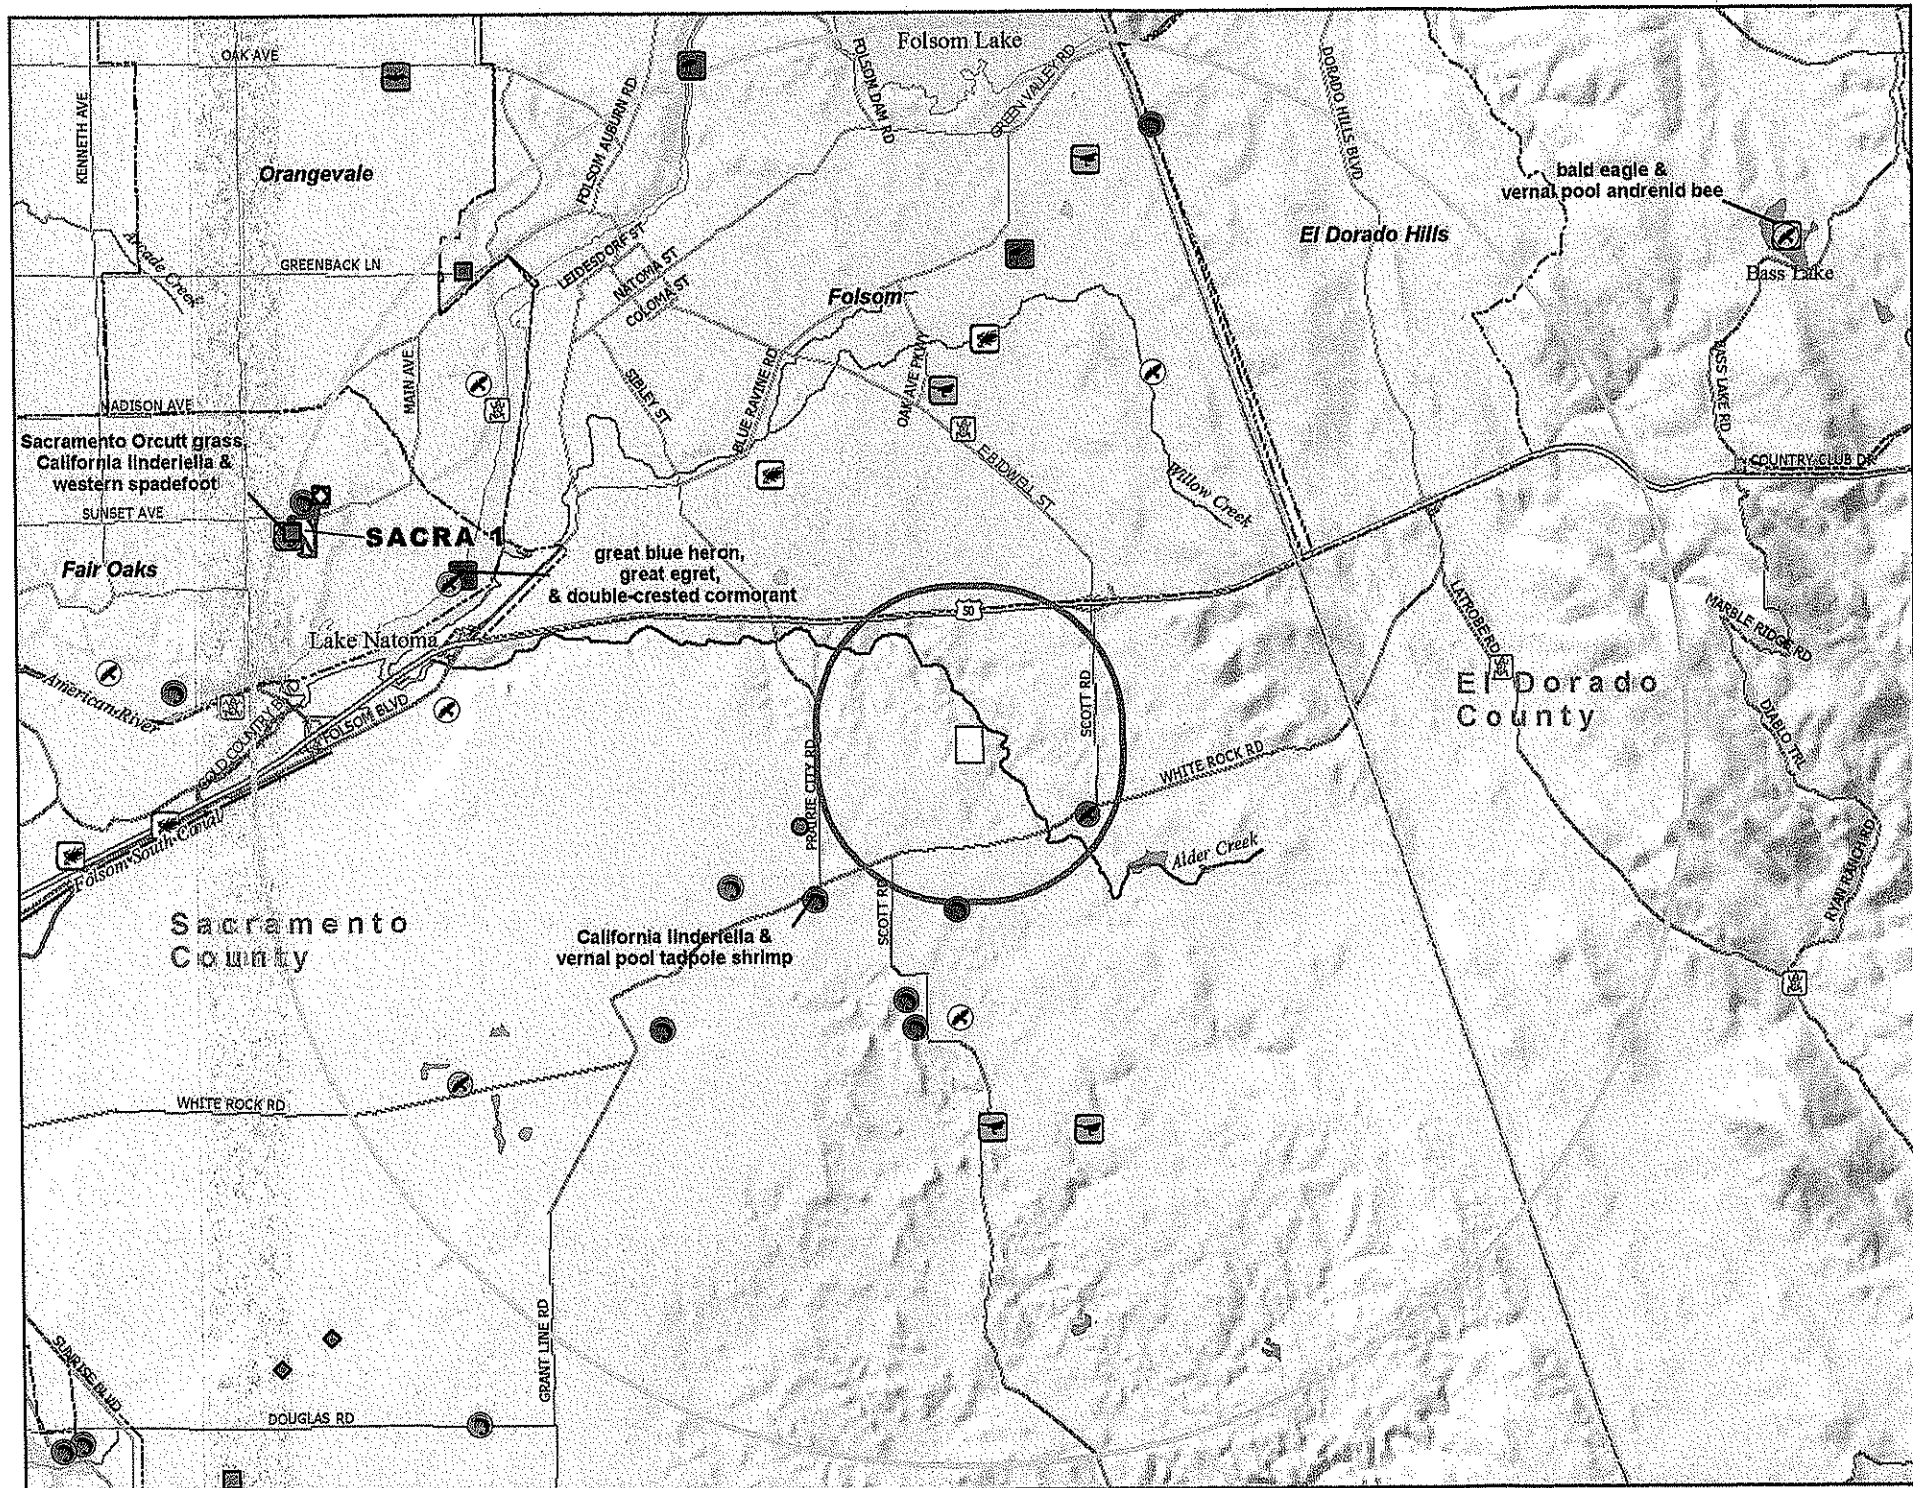 Folsom Lake
OAK AVE
KENNETH AVE
FOLSOM AUBURN RD
FOLSOM DAM RD
GREEN VALLEY RD
DORADO HILLS BLVD
Orangevale
bald eagle &
vernal pool andrenid bee
El Dorado Hills
Bass Lake
Arcade Creek
GREENBACK LN
LEIDESDORF ST
NATOMA ST
COLOMA ST
Folsom
MAIN AVE
SIBLEY ST
BLUE RAVINE RD
OAK AVE PKWY
BASS LAKE RD
MADISON AVE
Sacramento Orcutt grass,
California linderiella &
western spadefoot
SUNSET AVE
SACRA 1
Fair Oaks
E BIDWELL ST
Willow Creek
COUNTRY CLUB DR
great blue heron,
great egret,
& double-crested cormorant
50
LATROBE RD
MARBLE RIDGE RD
Lake Natoma
American River
GOLD COUNTRY BLVD
FOLSOM BLVD
SCOTT RD
El Dorado
County
DIABLO TRL
PRAIRIE CITY RD
WHITE ROCK RD
Folsom South Canal
Alder Creek
RYAN RANCH RD
SCOTT RD
Sacramento
County
California linderiella &
vernal pool tadpole shrimp
WHITE ROCK RD
GRANT LINE RD
SUNRISE BLVD
DOUGLAS RD